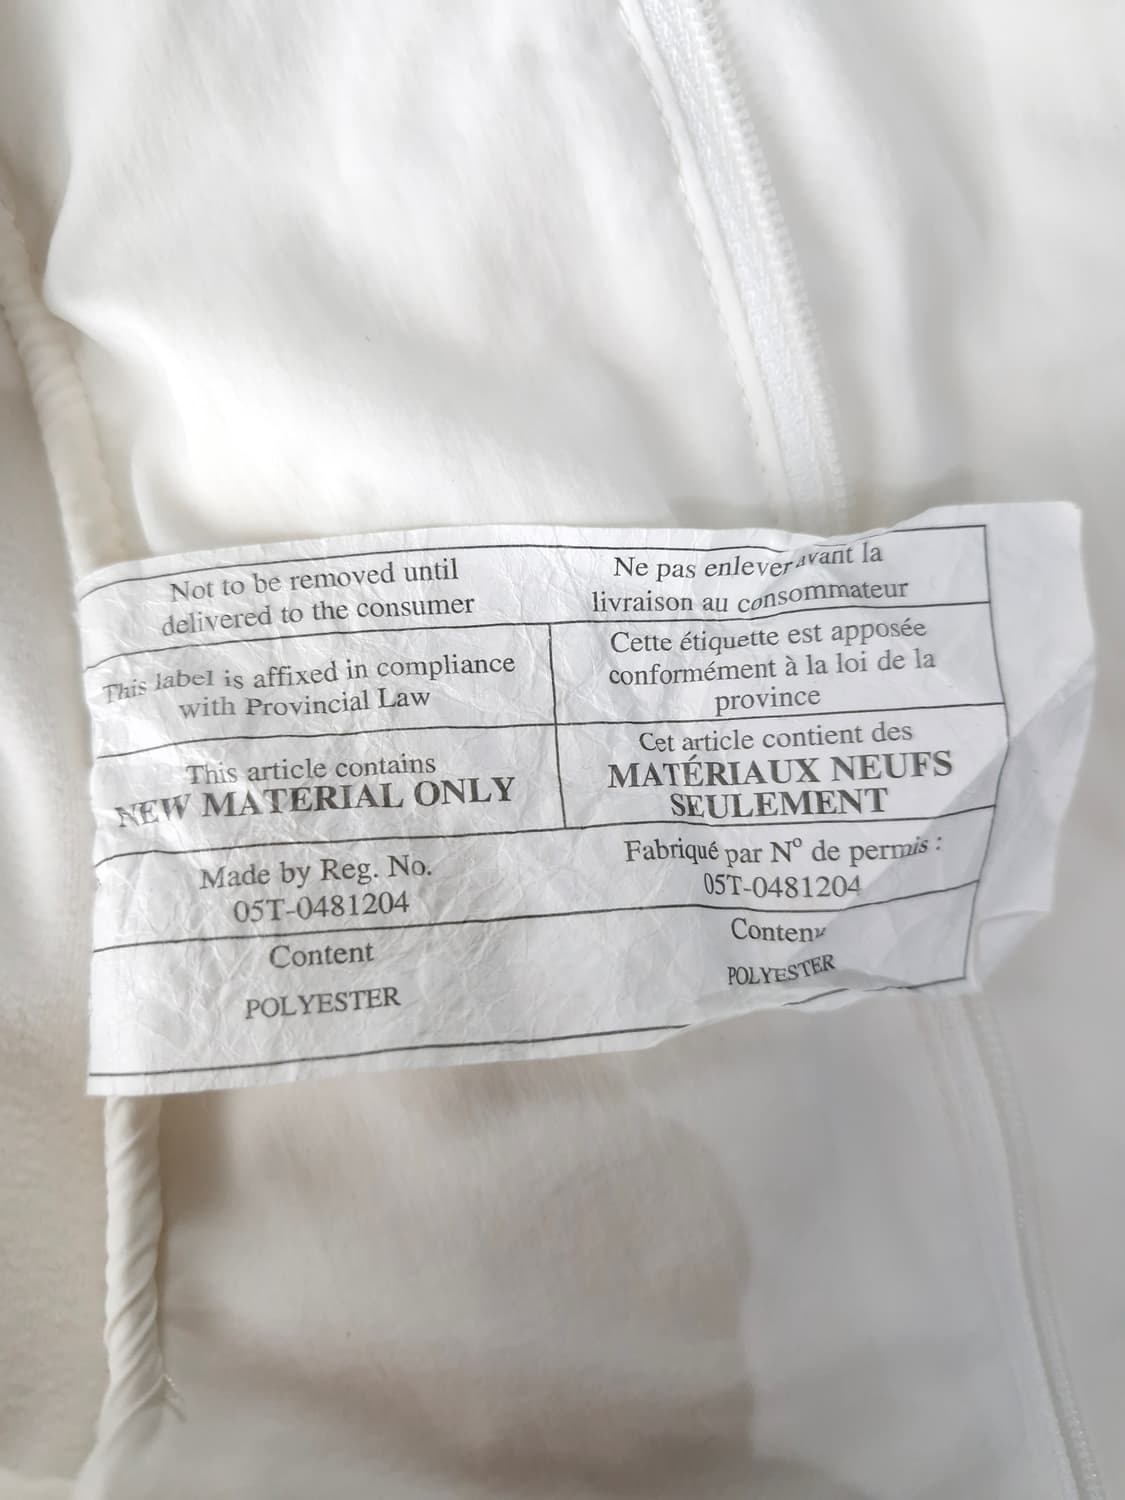 Not to be removed until
delivered to the consumer
Ne pas enlever avant la
livraison au consommateur
This label is affixed in compliance
with Provincial Law
Cette étiquette est apposée
conformément à la loi de la
province
This article contains
NEW MATERIAL ONLY
Cet article contient des
MATÉRIAUX NEUFS
SEULEMENT
Made by Reg. No.
05T-0481204
Fabriqué par Nº de permis :
05T-0481204
Content
POLYESTER
Contenu
POLYESTER